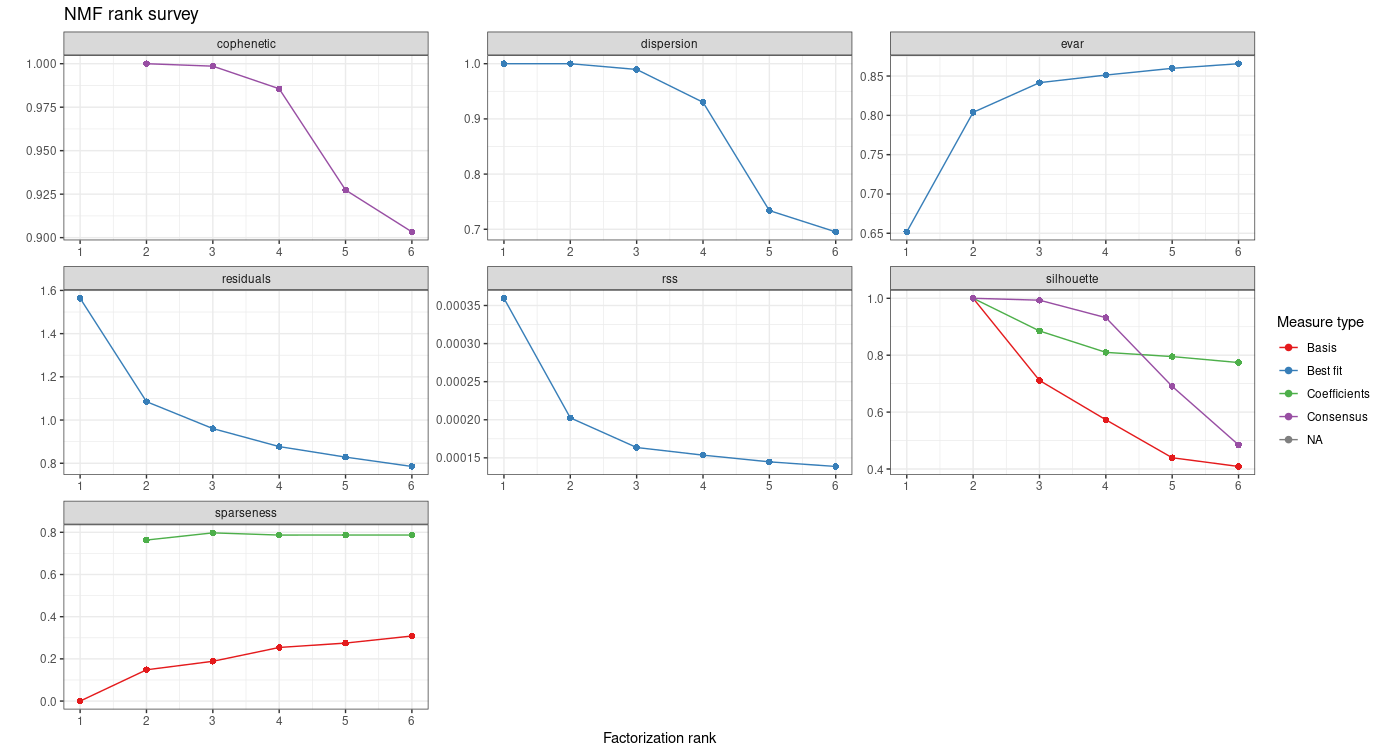 NMF rank survey
cophenetic
1.000
0.975
0.950
0.925
0.900
1 2 3 4 5 6
dispersion
1.0
0.9
0.8
0.7
1 2 3 4 5 6
evar
0.85
0.80
0.75
0.70
0.65
1 2 3 4 5 6
residuals
1.6
1.4
1.2
1.0
0.8
1 2 3 4 5 6
rss
0.00035
0.00030
0.00025
0.00020
0.00015
1 2 3 4 5 6
silhouette
1.0
0.8
0.6
0.4
1 2 3 4 5 6
Measure type
Basis
Best fit
Coefficients
Consensus
NA
sparseness
0.8
0.6
0.4
0.2
0.0
1 2 3 4 5 6
Factorization rank